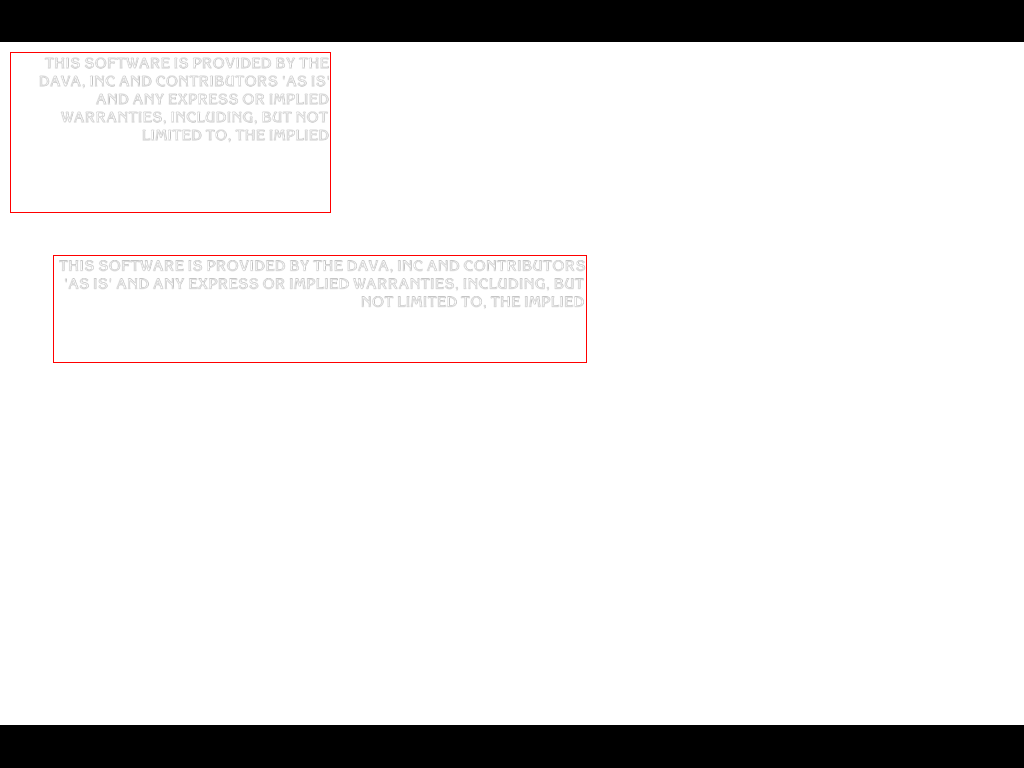 THIS SOFTWARE IS PROVIDED BY THE
DAVA, INC AND CONTRIBUTORS 'AS IS'
AND ANY EXPRESS OR IMPLIED
WARRANTIES, INCLUDING, BUT NOT
LIMITED TO, THE IMPLIED
THIS SOFTWARE IS PROVIDED BY THE DAVA, INC AND CONTRIBUTORS
'AS IS' AND ANY EXPRESS OR IMPLIED WARRANTIES, INCLUDING, BUT
NOT LIMITED TO, THE IMPLIED